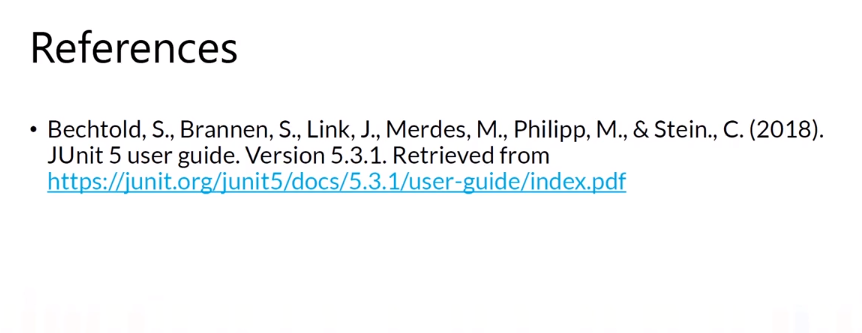 References
• Bechtold, S., Brannen, S., Link, J., Merdes, M., Philipp, M., & Stein., C. (2018).
JUnit 5 user guide. Version 5.3.1. Retrieved from
https://junit.org/junit5/docs/5.3.1/user-guide/index.pdf